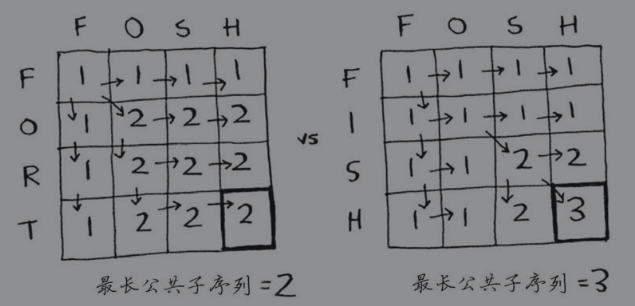 F O S H
F 1 → 1 → 1 → 1
O 1 2 → 2 → 2
R 1 2 → 2 → 2
T 1 2 → 2 → 2
最长公共子序列 = 2
vs
F O S H
F 1 → 1 → 1 → 1
I 1 → 1 → 1 → 1
S 1 → 1 2 → 2
H 1 → 1 2 3
最长公共子序列 = 3